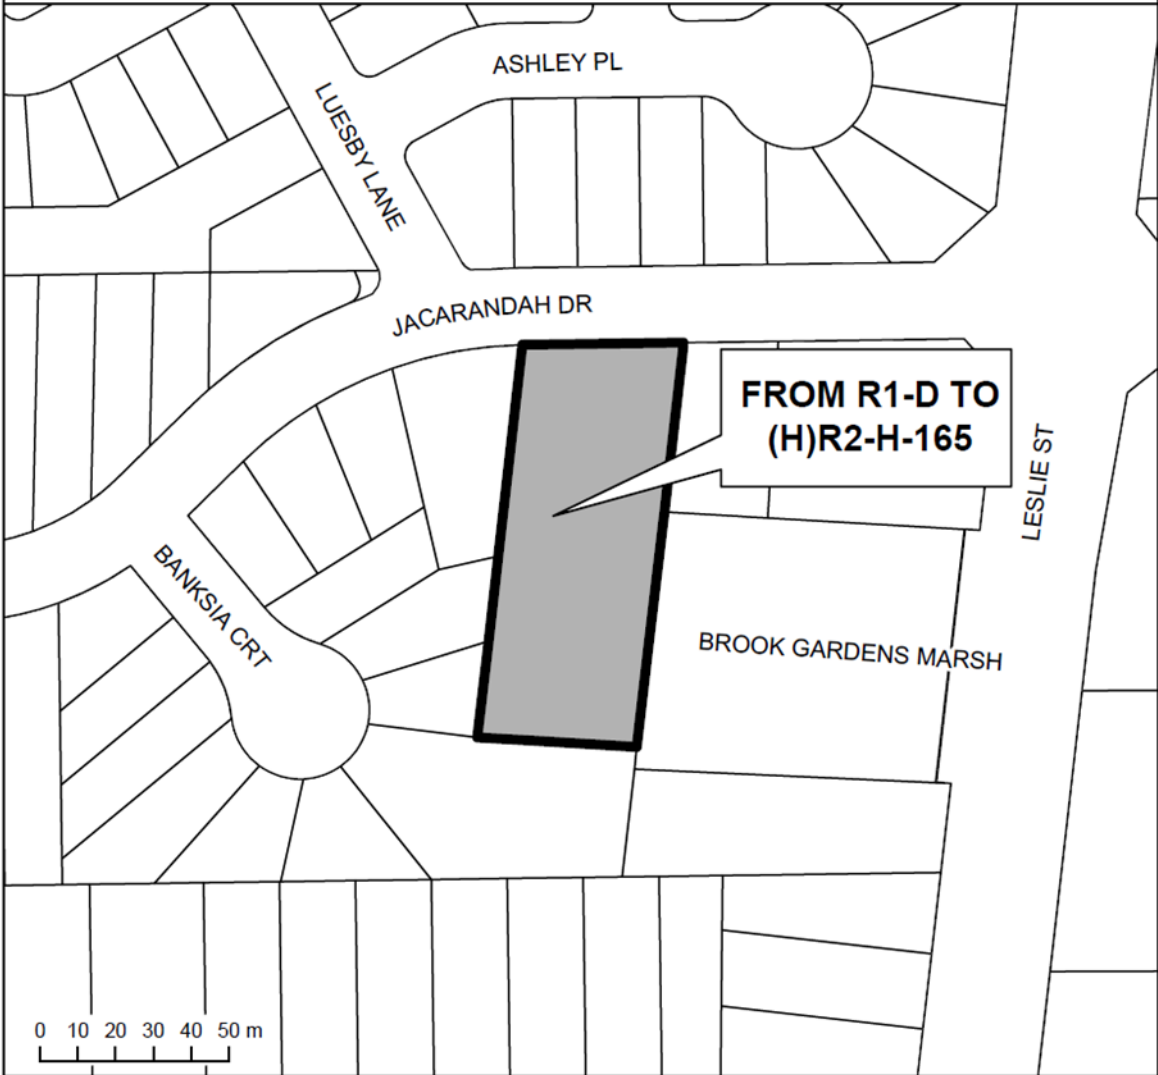 ASHLEY PL
LUESBY LANE
JACARANDAH DR
FROM R1-D TO
(H)R2-H-165
LESLIE ST
BANKSIA CRT
BROOK GARDENS MARSH
0 10 20 30 40 50 m